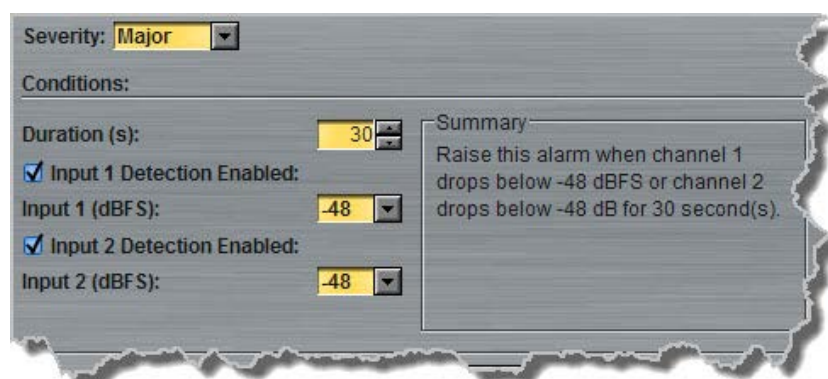 Severity: Major
Conditions:
Duration (s): 30
Input 1 Detection Enabled:
Input 1 (dBFS): -48
Input 2 Detection Enabled:
Input 2 (dBFS): -48
Summary
Raise this alarm when channel 1
drops below -48 dBFS or channel 2
drops below -48 dB for 30 second(s).